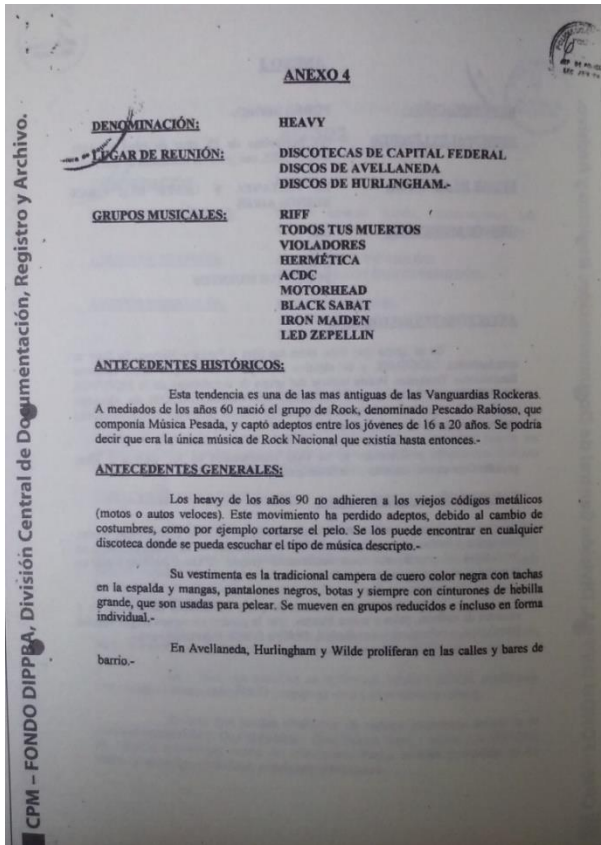 ANEXO 4
DENOMINACIÓN: HEAVY
LUGAR DE REUNIÓN: DISCOTECAS DE CAPITAL FEDERAL
DISCOS DE AVELLANEDA
DISCOS DE HURLINGHAM.-
GRUPOS MUSICALES: RIFF
TODOS TUS MUERTOS
VIOLADORES
HERMÉTICA
ACDC
MOTORHEAD
BLACK SABAT
IRON MAIDEN
LED ZEPELLIN
ANTECEDENTES HISTÓRICOS:
Esta tendencia es una de las mas antiguas de las Vanguardias Rockeras.
A mediados de los años 60 nació el grupo de Rock, denominado Pescado Rabioso, que
componía Música Pesada, y captó adeptos entre los jóvenes de 16 a 20 años. Se podría
decir que era la única música de Rock Nacional que existía hasta entonces.-
ANTECEDENTES GENERALES:
Los heavy de los años 90 no adhieren a los viejos códigos metálicos
(motos o autos veloces). Este movimiento ha perdido adeptos, debido al cambio de
costumbres, como por ejemplo cortarse el pelo. Se los puede encontrar en cualquier
discoteca donde se pueda escuchar el tipo de música descripto.-
Su vestimenta es la tradicional campera de cuero color negra con tachas
en la espalda y mangas, pantalones negros, botas y siempre con cinturones de hebilla
grande, que son usadas para pelear. Se mueven en grupos reducidos e incluso en forma
individual.-
En Avellaneda, Hurlingham y Wilde proliferan en las calles y bares de
barrio.-
CPM – FONDO DIPPBA, División Central de Documentación, Registro y Archivo.